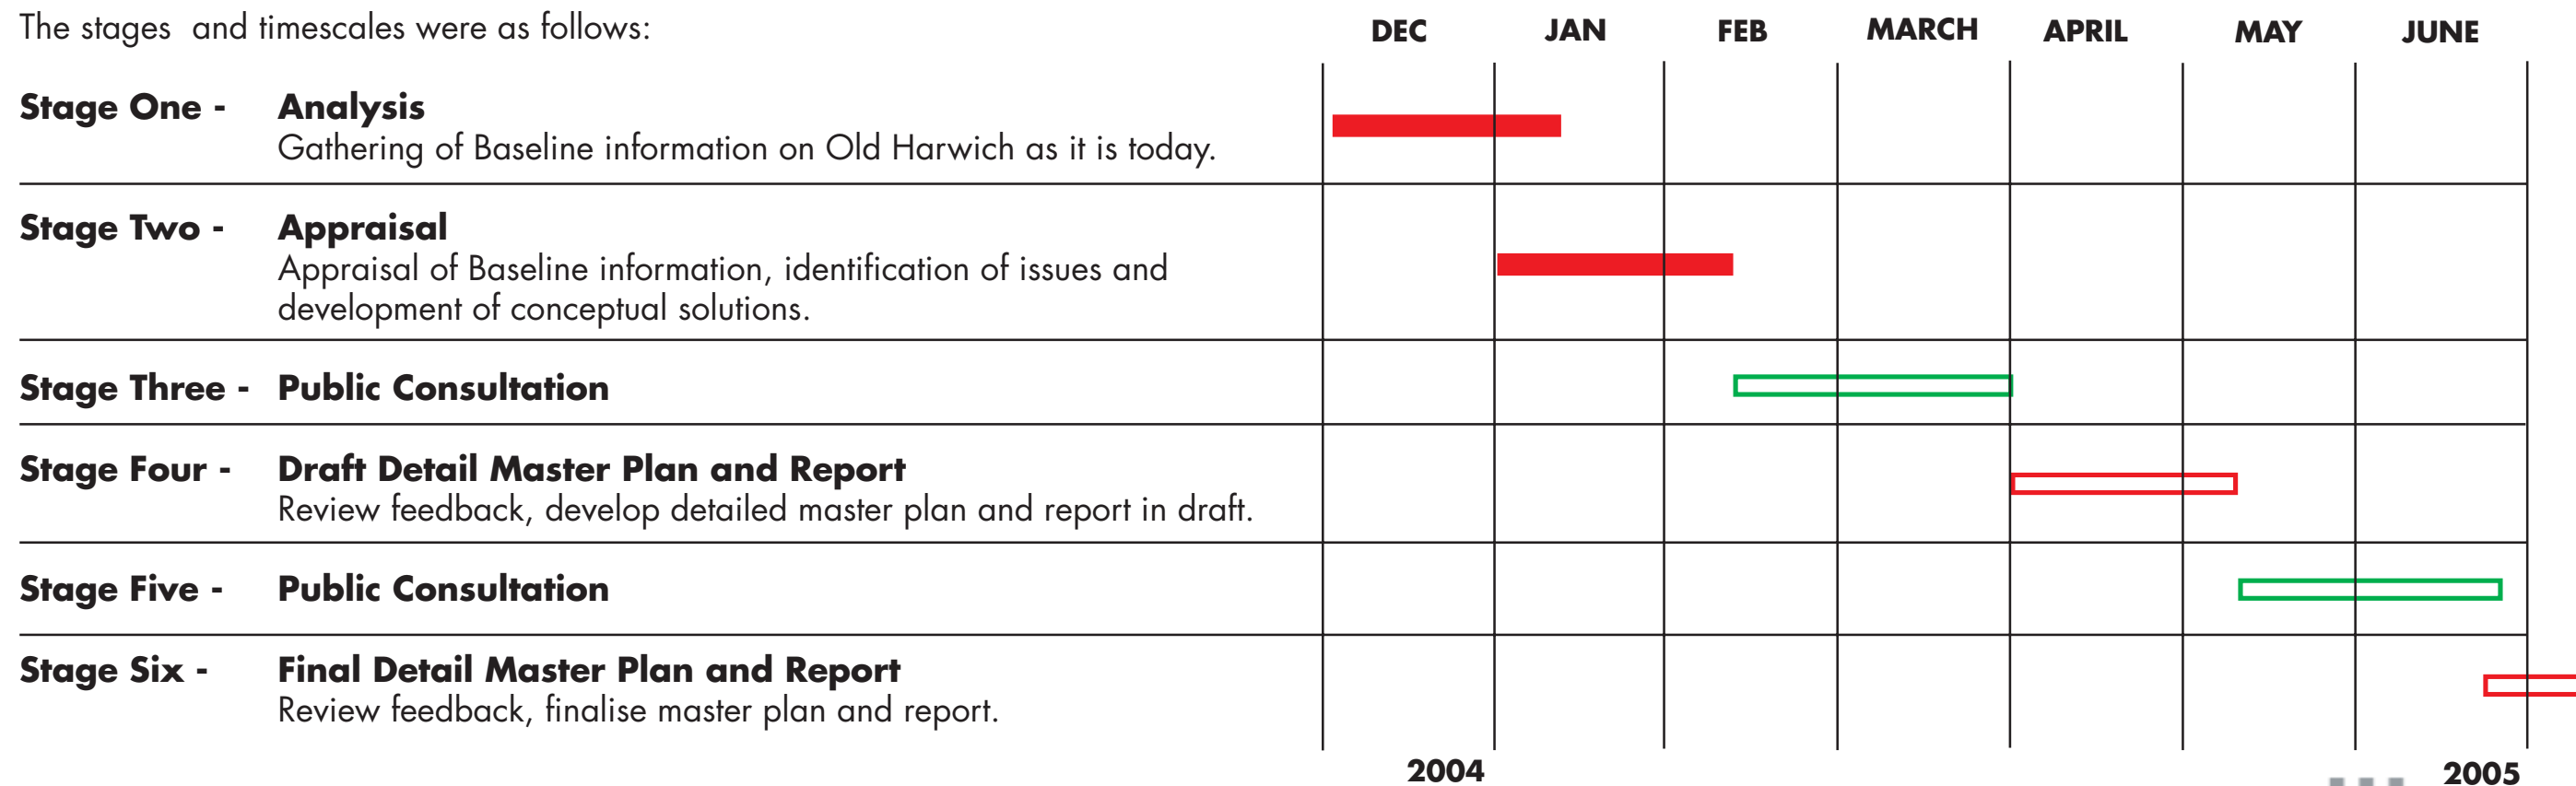 The stages and timescales were as follows:
DEC JAN FEB MARCH APRIL MAY JUNE
Stage One - Analysis
Gathering of Baseline information on Old Harwich as it is today.
Stage Two - Appraisal
Appraisal of Baseline information, identification of issues and
development of conceptual solutions.
Stage Three - Public Consultation
Stage Four - Draft Detail Master Plan and Report
Review feedback, develop detailed master plan and report in draft.
Stage Five - Public Consultation
Stage Six - Final Detail Master Plan and Report
Review feedback, finalise master plan and report.
2004 2005